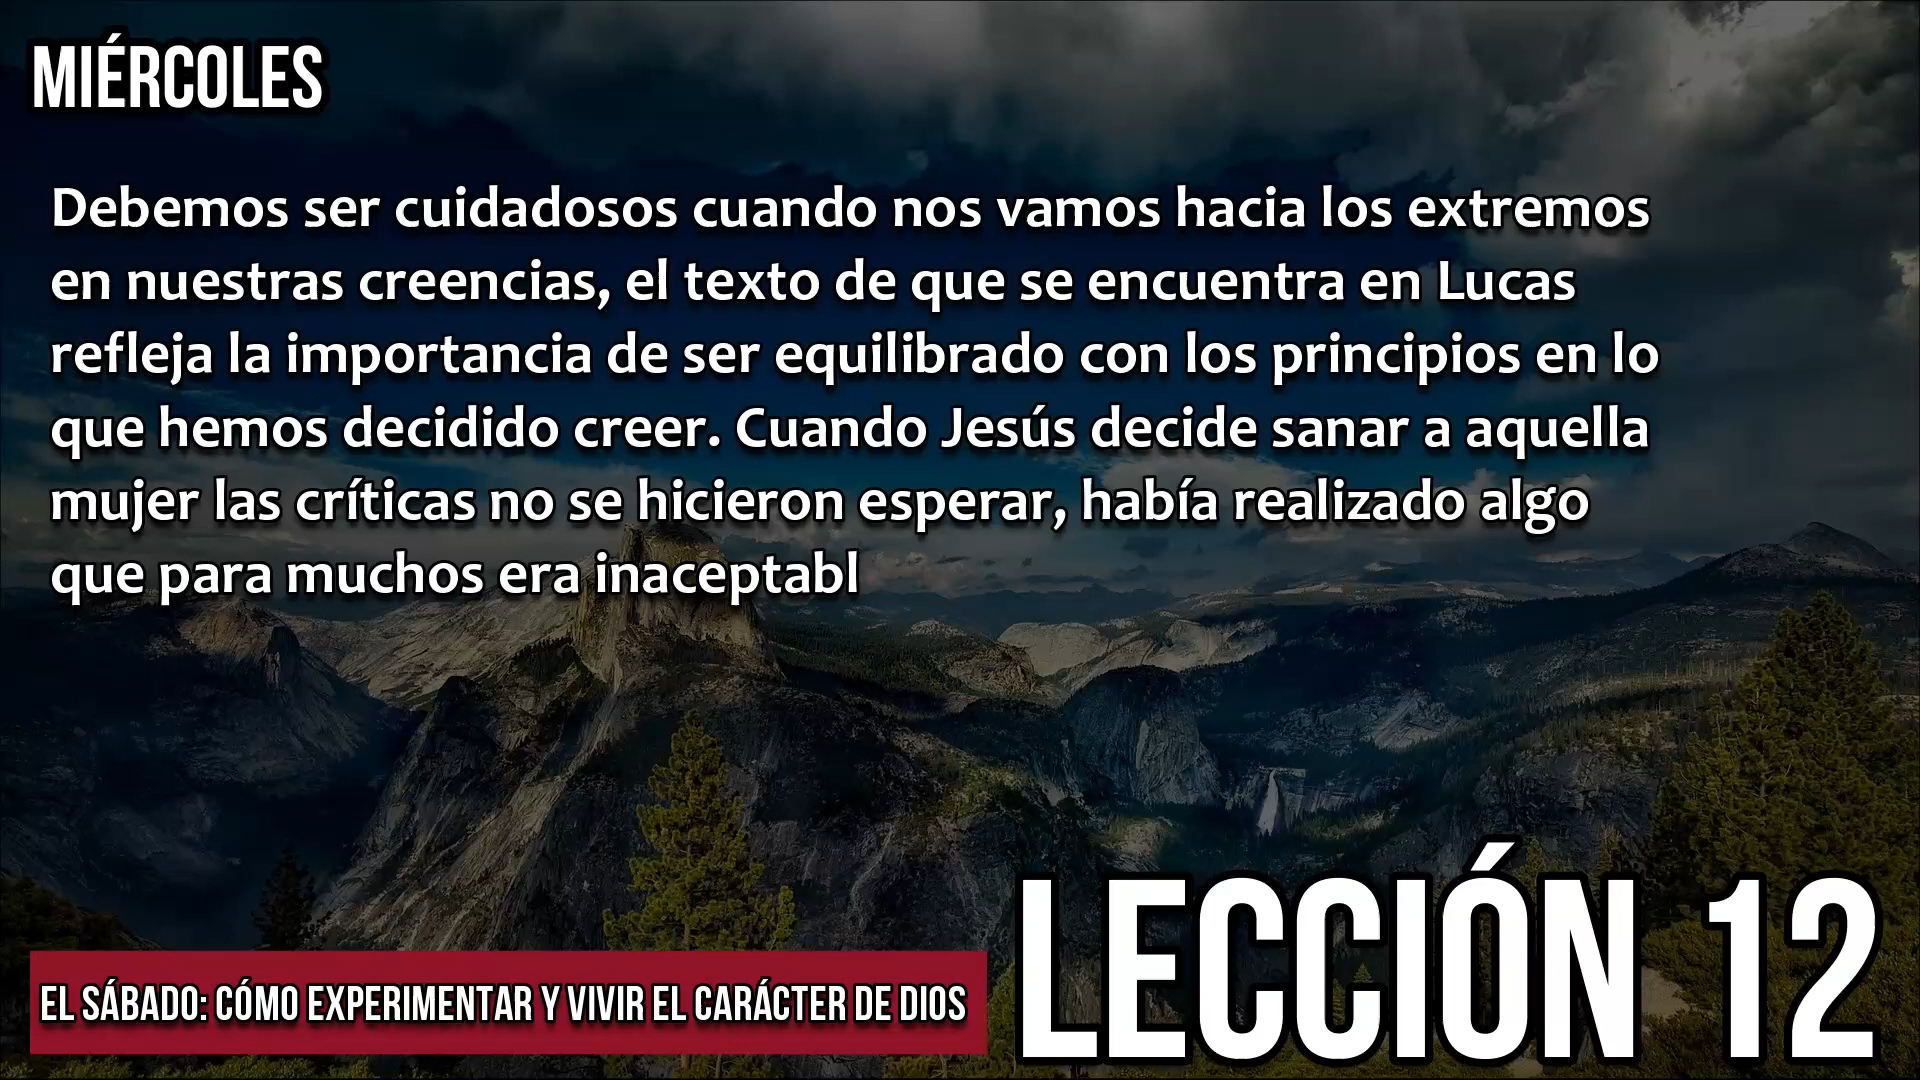 MIÉRCOLES
Debemos ser cuidadosos cuando nos vamos hacia los extremos
en nuestras creencias, el texto de que se encuentra en Lucas
refleja la importancia de ser equilibrado con los principios en lo
que hemos decidido creer. Cuando Jesús decide sanar a aquella
mujer las críticas no se hicieron esperar, había realizado algo
que para muchos era inaceptabl
EL SÁBADO: CÓMO EXPERIMENTAR Y VIVIR EL CARÁCTER DE DIOS
LECCIÓN 12